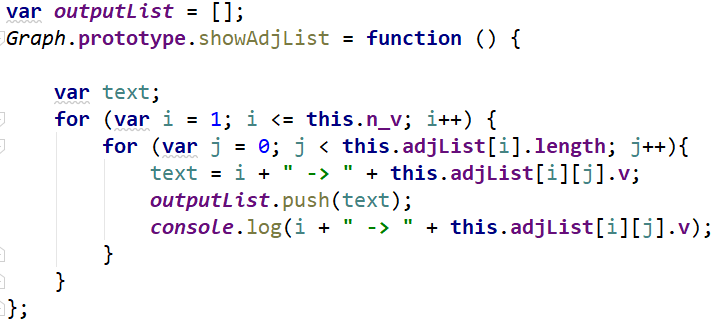 var outputList = [];
Graph.prototype.showAdjList = function () {
var text;
for (var i = 1; i <= this.n_v; i++) {
for (var j = 0; j < this.adjList[i].length; j++){
text = i + " -> " + this.adjList[i][j].v;
outputList.push(text);
console.log(i + " -> " + this.adjList[i][j].v);
}
}
};